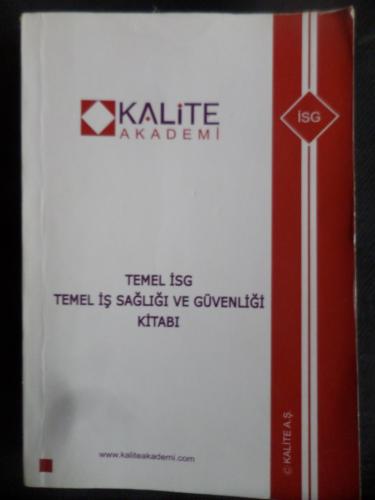 KALİTE
AKADEMİ
İSG
TEMEL İSG
TEMEL İŞ SAĞLIĞI VE GÜVENLİĞİ
KİTABI
www.kaliteakademi.com
© KALİTE A.Ş.